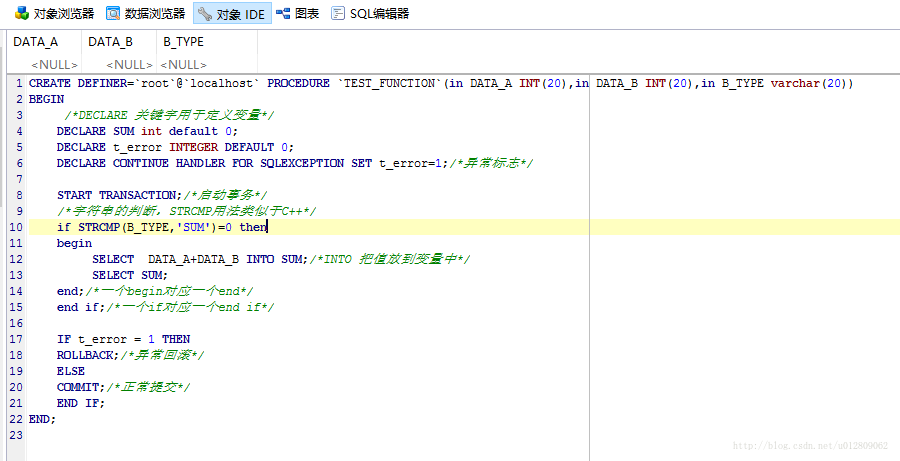 对象浏览器 数据浏览器 对象 IDE 图表 SQL编辑器
DATA_A DATA_B B_TYPE
<NULL> <NULL> <NULL>
1 CREATE DEFINER=`root`@`localhost` PROCEDURE `TEST_FUNCTION`(in DATA_A INT(20),in DATA_B INT(20),in B_TYPE varchar(20))
2 BEGIN
3 /*DECLARE 关键字用于定义变量*/
4 DECLARE SUM int default 0;
5 DECLARE t_error INTEGER DEFAULT 0;
6 DECLARE CONTINUE HANDLER FOR SQLEXCEPTION SET t_error=1;/*异常标志*/
7
8 START TRANSACTION;/*启动事务*/
9 /*字符串的判断，STRCMP用法类似于C++*/
10 if STRCMP(B_TYPE,'SUM')=0 then
11 begin
12 SELECT  DATA_A+DATA_B INTO SUM;/*INTO 把值放到变量中*/
13 SELECT SUM;
14 end;/*一个begin对应一个end*/
15 end if;/*一个if对应一个end if*/
16
17 IF t_error = 1 THEN
18 ROLLBACK;/*异常回滚*/
19 ELSE
20 COMMIT;/*正常提交*/
21 END IF;
22 END;
23
http://blog.csdn.net/u012809062